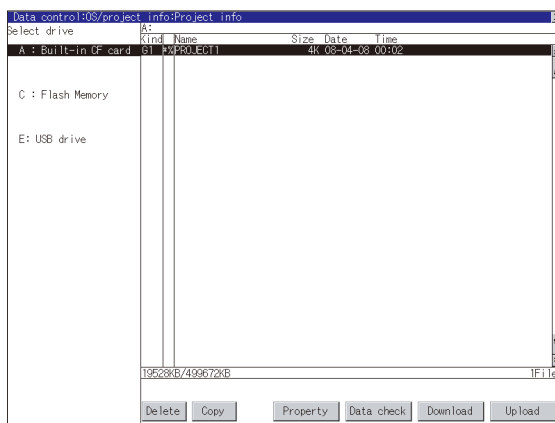 Data control:OS/project info:Project info
Select drive
A:
Kind Name Size Date Time
A : Built-in CF card
G1 #%PROJECT1 4K 08-04-08 00:02
C : Flash Memory
E: USB drive
19528KB/499672KB 1File
Delete Copy Property Data check Download Upload